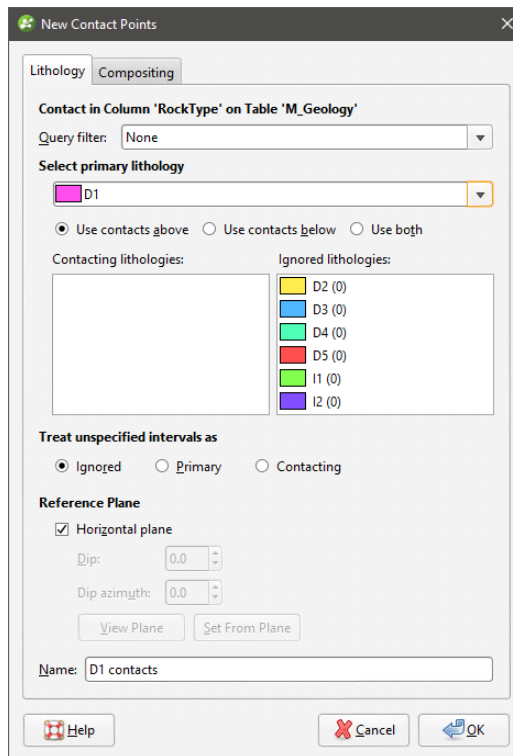 New Contact Points
Lithology Compositing
Contact in Column 'RockType' on Table 'M_Geology'
Query filter: None
Select primary lithology
D1
Use contacts above Use contacts below Use both
Contacting lithologies: Ignored lithologies:
D2 (0)
D3 (0)
D4 (0)
D5 (0)
I1 (0)
I2 (0)
Treat unspecified intervals as
Ignored Primary Contacting
Reference Plane
Horizontal plane
Dip: 0.0
Dip azimuth: 0.0
View Plane Set From Plane
Name: D1 contacts
Help Cancel OK